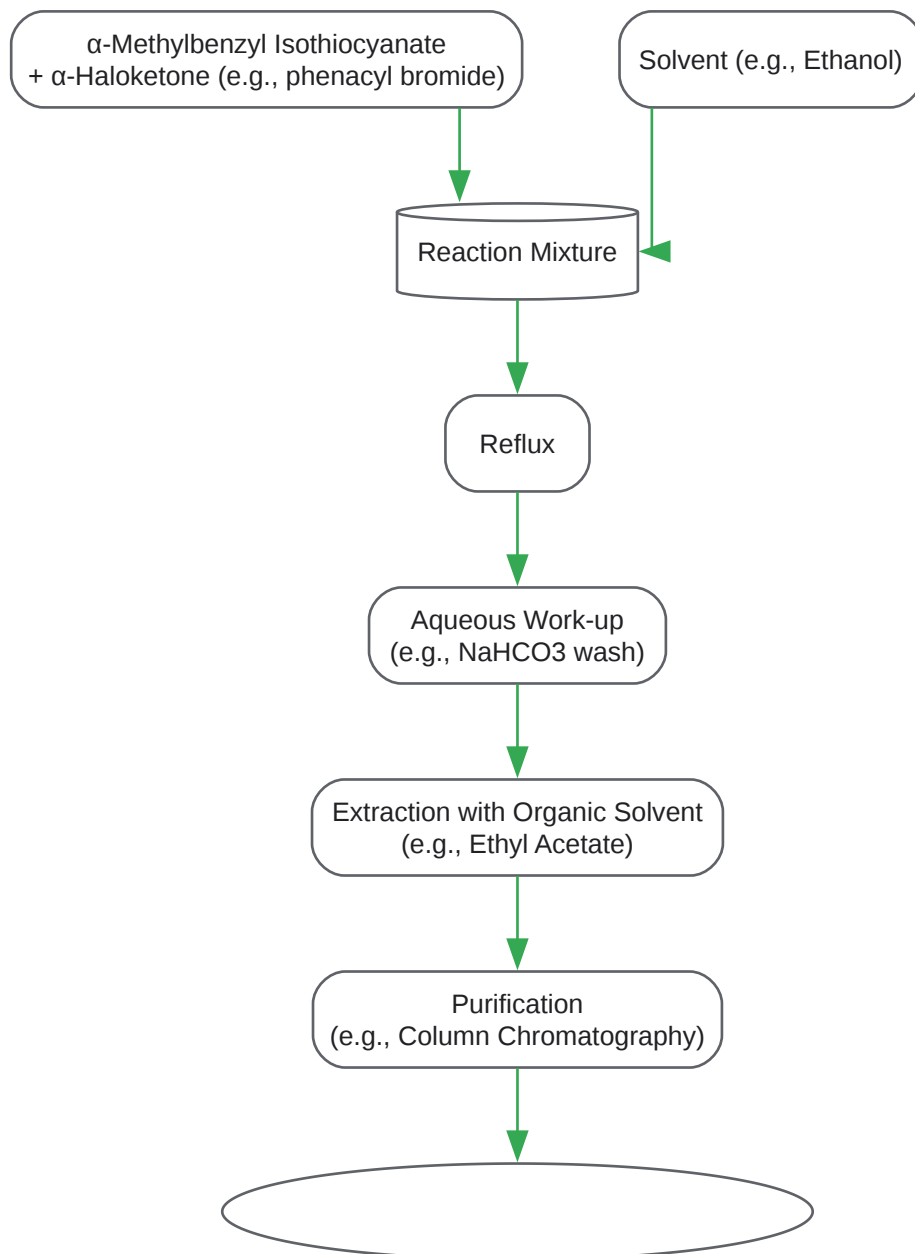 α-Methylbenzyl Isothiocyanate
+ α-Haloketone (e.g., phenacyl bromide)
Solvent (e.g., Ethanol)
Reaction Mixture
Reflux
Aqueous Work-up
(e.g., NaHCO3 wash)
Extraction with Organic Solvent
(e.g., Ethyl Acetate)
Purification
(e.g., Column Chromatography)